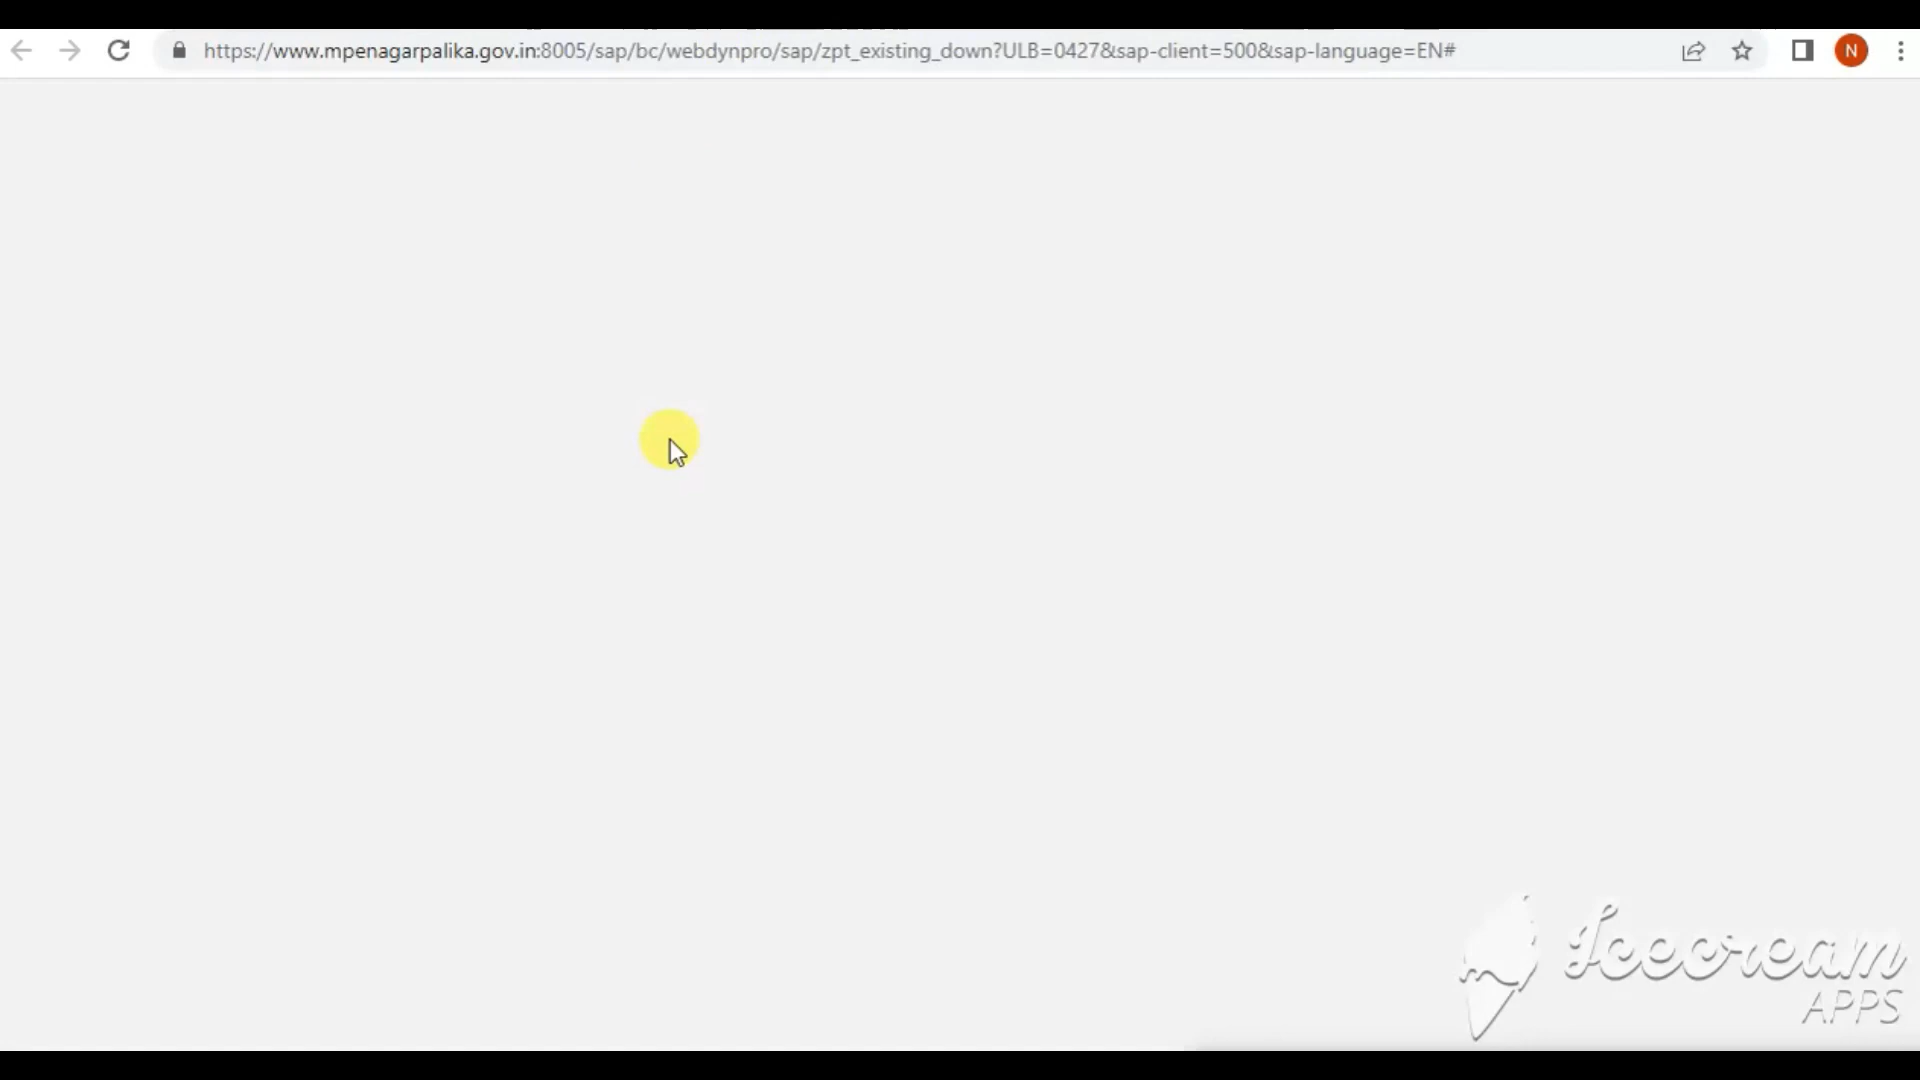 https://www.mpenagarpalika.gov.in:8005/sap/bc/webdynpro/sap/zpt_existing_down?ULB=0427&sap-client=500&sap-language=EN#
N
Icecream
APPS